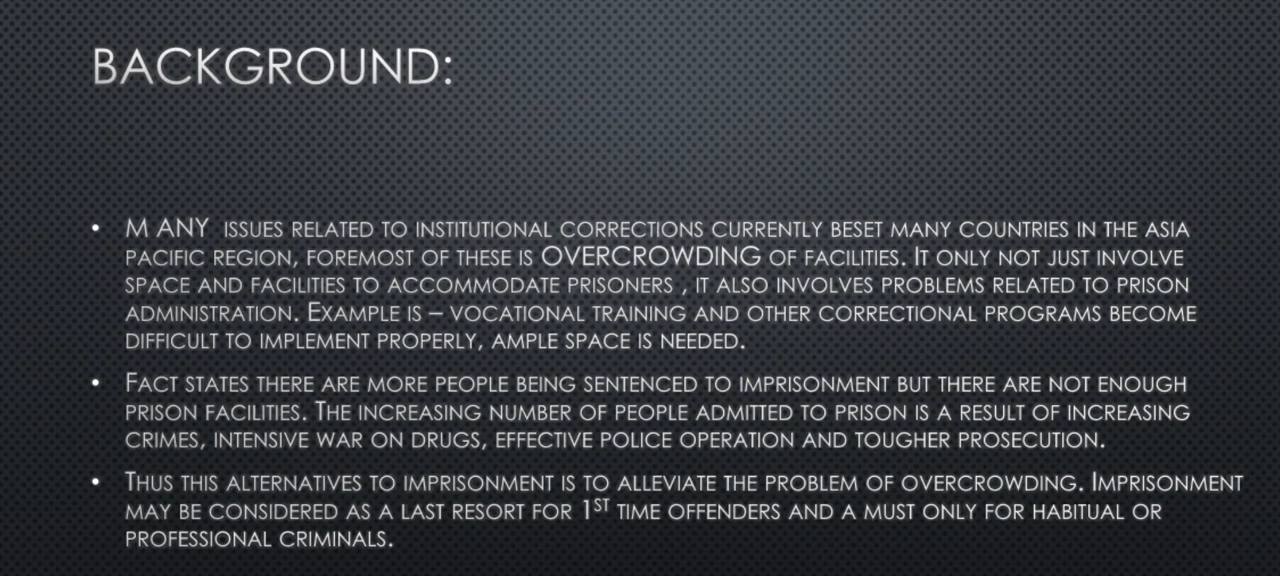 BACKGROUND:
• M ANY ISSUES RELATED TO INSTITUTIONAL CORRECTIONS CURRENTLY BESET MANY COUNTRIES IN THE ASIA
PACIFIC REGION, FOREMOST OF THESE IS OVERCROWDING OF FACILITIES. IT ONLY NOT JUST INVOLVE
SPACE AND FACILITIES TO ACCOMMODATE PRISONERS , IT ALSO INVOLVES PROBLEMS RELATED TO PRISON
ADMINISTRATION. EXAMPLE IS – VOCATIONAL TRAINING AND OTHER CORRECTIONAL PROGRAMS BECOME
DIFFICULT TO IMPLEMENT PROPERLY, AMPLE SPACE IS NEEDED.
• FACT STATES THERE ARE MORE PEOPLE BEING SENTENCED TO IMPRISONMENT BUT THERE ARE NOT ENOUGH
PRISON FACILITIES. THE INCREASING NUMBER OF PEOPLE ADMITTED TO PRISON IS A RESULT OF INCREASING
CRIMES, INTENSIVE WAR ON DRUGS, EFFECTIVE POLICE OPERATION AND TOUGHER PROSECUTION.
• THUS THIS ALTERNATIVES TO IMPRISONMENT IS TO ALLEVIATE THE PROBLEM OF OVERCROWDING. IMPRISONMENT
MAY BE CONSIDERED AS A LAST RESORT FOR 1ST TIME OFFENDERS AND A MUST ONLY FOR HABITUAL OR
PROFESSIONAL CRIMINALS.